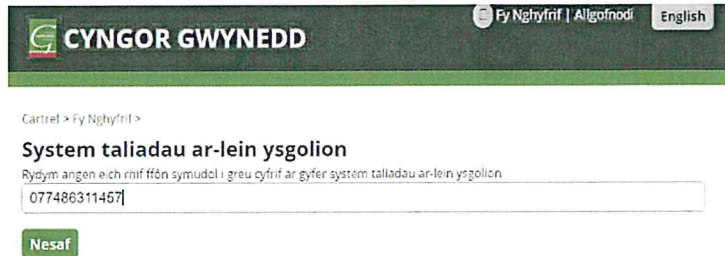 Fy Nghyfrif | Allgofnodi English
CYNGOR GWYNEDD
Cartref > Fy Nghyfrif >
System taliadau ar-lein ysgolion
Rydym angen eich rhif ffôn symudol i greu cyfrif ar gyfer system taliadau ar-lein ysgolion
077486311457
Nesaf